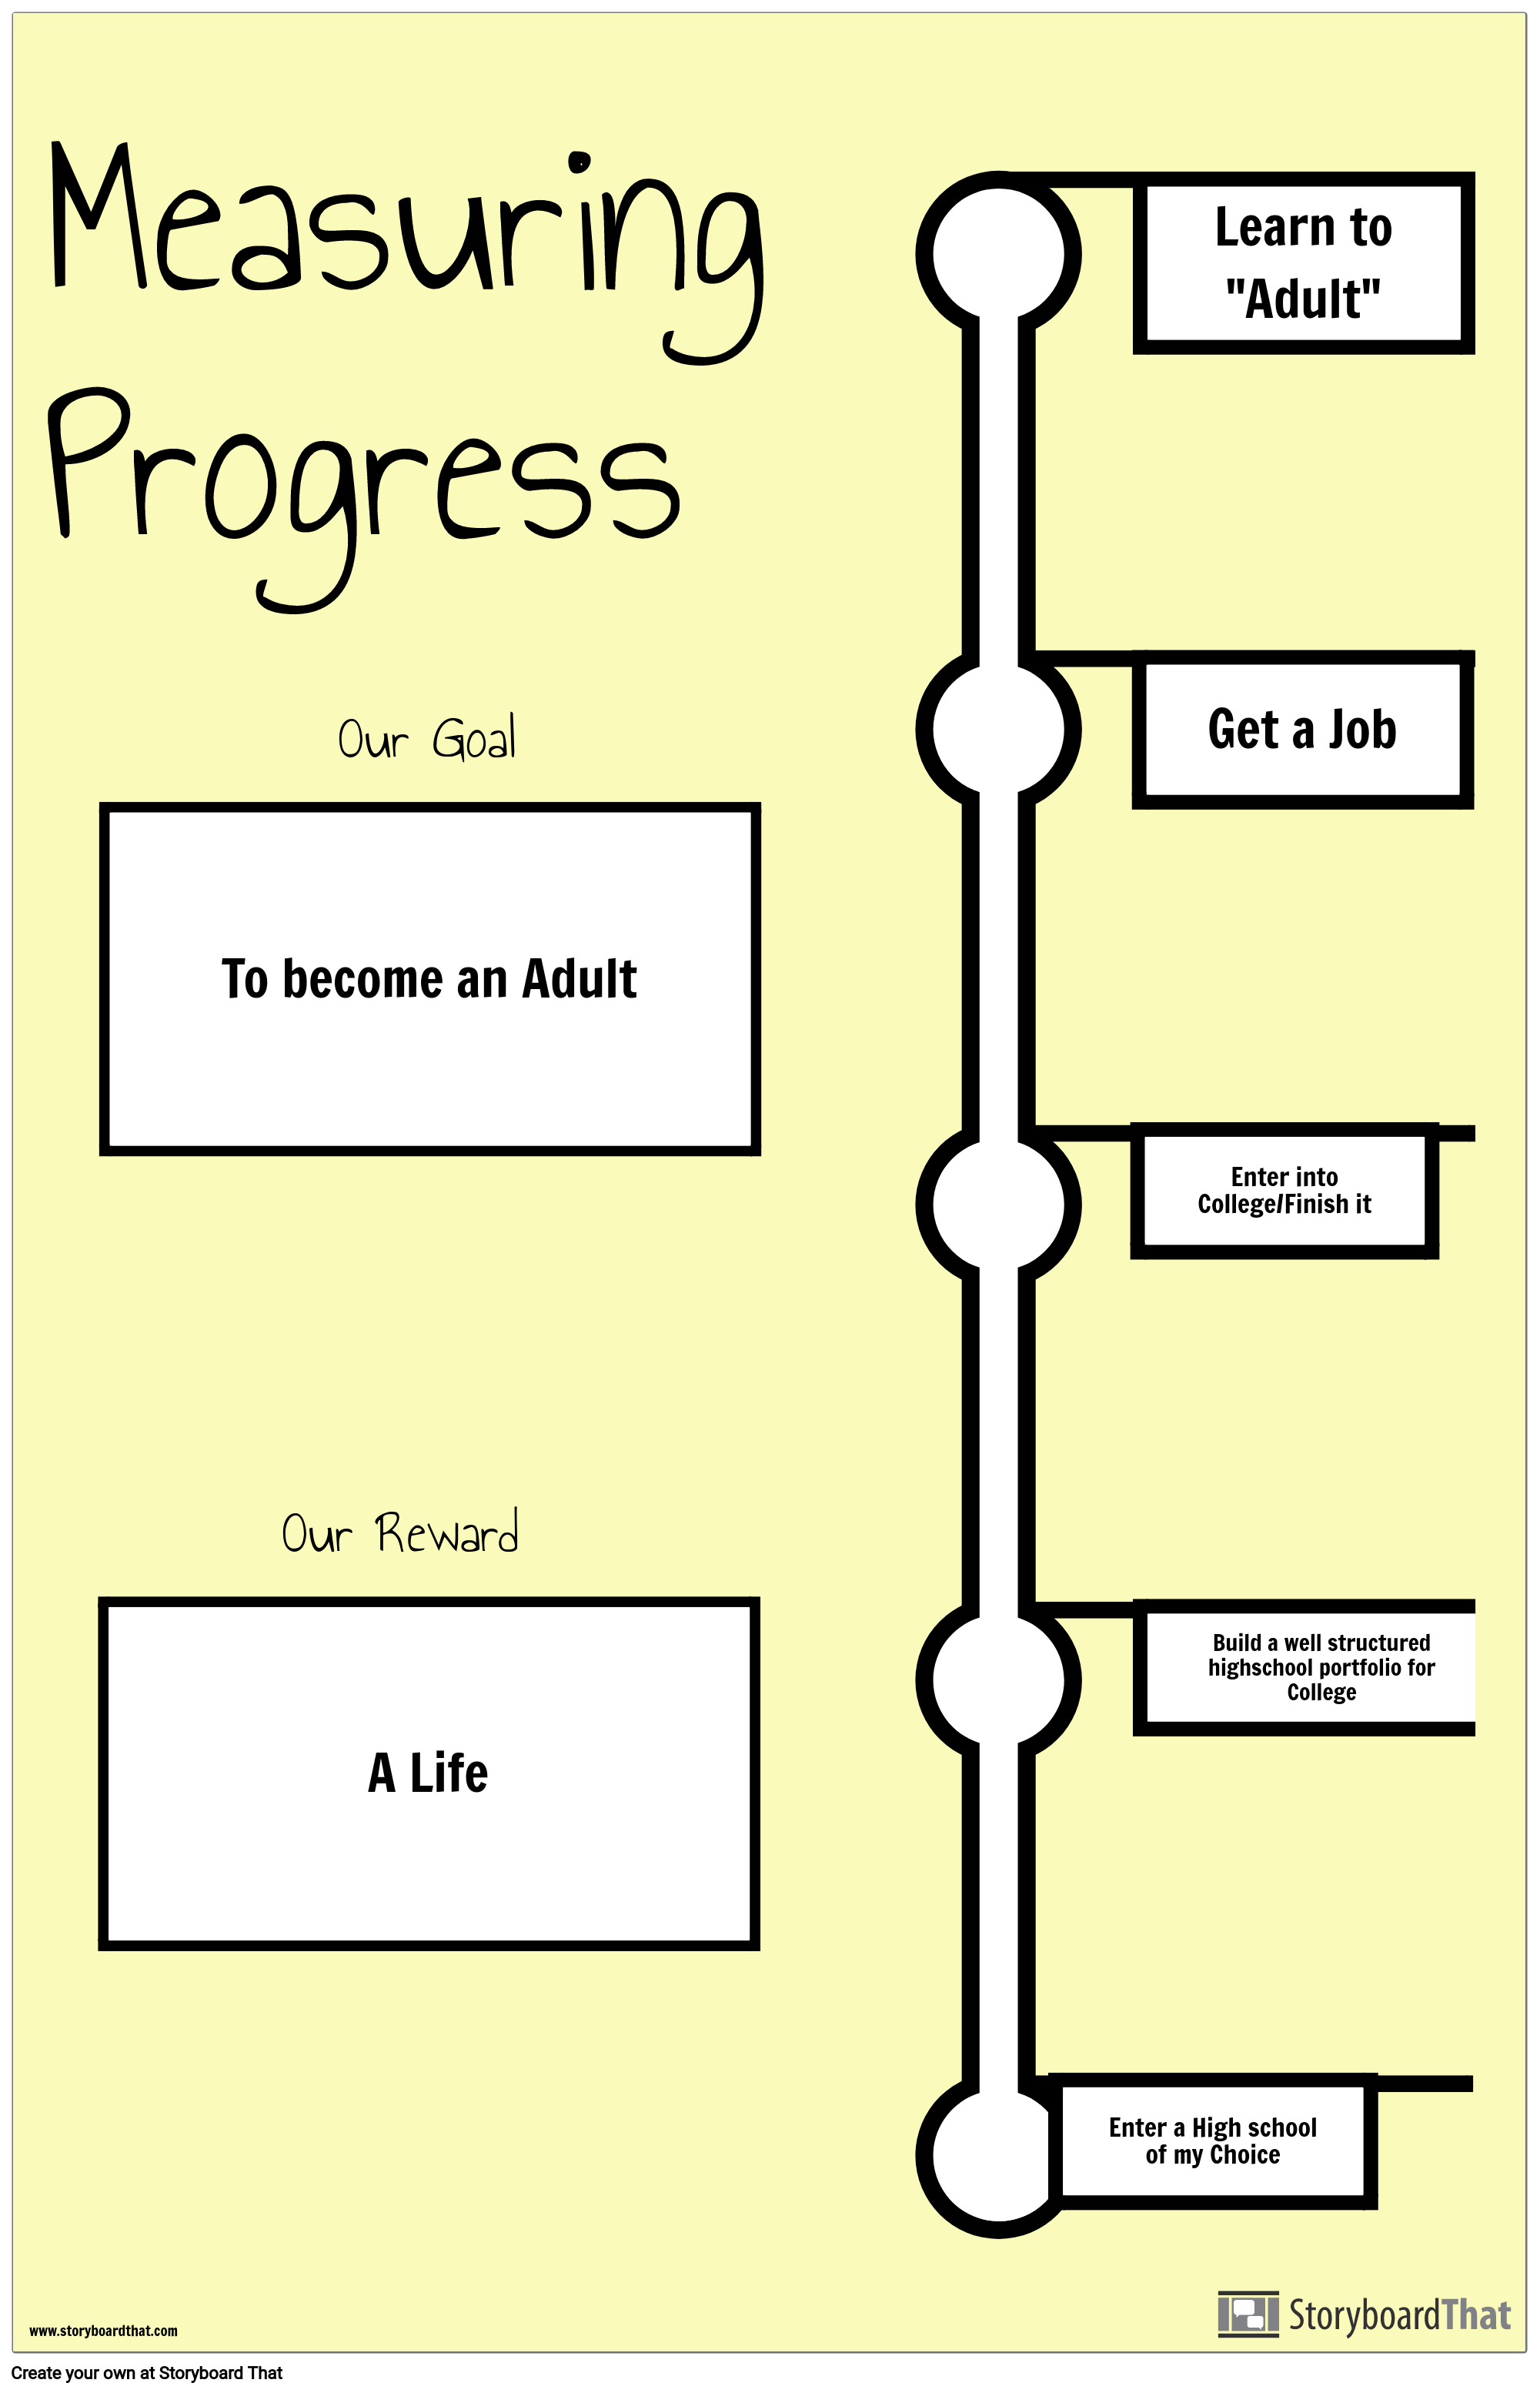 Measuring
Progress
Our Goal
To become an Adult
Our Reward
A Life
Learn to
"Adult"
Get a Job
Enter into
College/Finish it
Build a well structured
highschool portfolio for
College
Enter a High school
of my Choice
www.storyboardthat.com
StoryboardThat
Create your own at Storyboard That